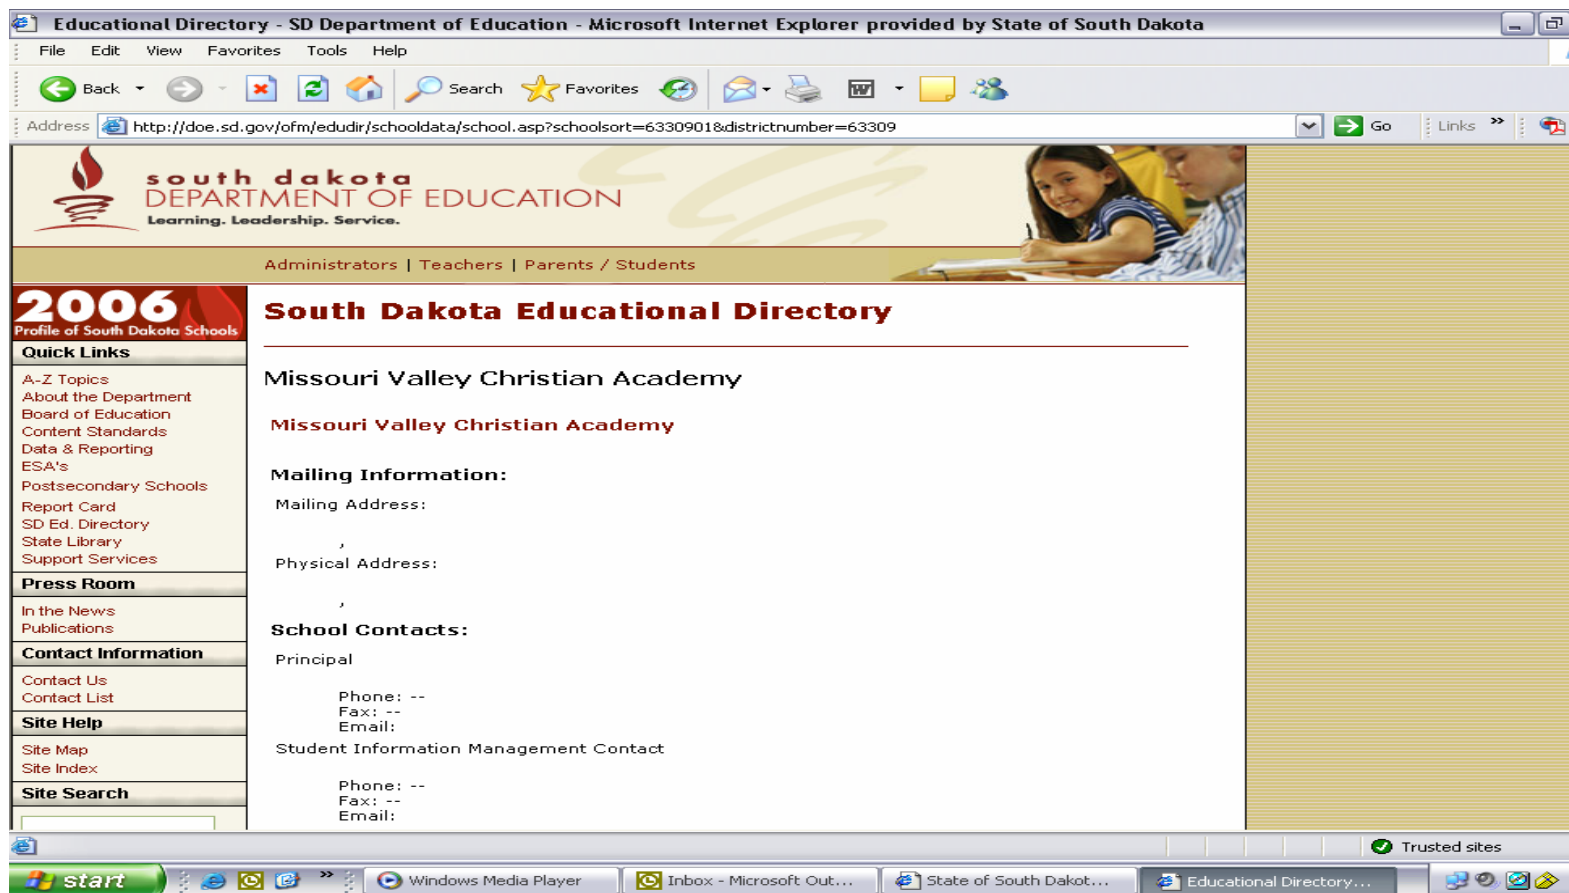 Educational Directory - SD Department of Education - Microsoft Internet Explorer provided by State of South Dakota
File Edit View Favorites Tools Help
Back Search Favorites
Address http://doe.sd.gov/ofm/edudir/schooldata/school.asp?schoolsort=6330901&districtnumber=63309 Go Links »
south dakota
DEPARTMENT OF EDUCATION
Learning. Leadership. Service.
Administrators | Teachers | Parents / Students
2006
Profile of South Dakota Schools
Quick Links
A-Z Topics
About the Department
Board of Education
Content Standards
Data & Reporting
ESA's
Postsecondary Schools
Report Card
SD Ed. Directory
State Library
Support Services
Press Room
In the News
Publications
Contact Information
Contact Us
Contact List
Site Help
Site Map
Site Index
Site Search
South Dakota Educational Directory
Missouri Valley Christian Academy
Missouri Valley Christian Academy
Mailing Information:
Mailing Address:
,
Physical Address:
,
School Contacts:
Principal
Phone: --
Fax: --
Email:
Student Information Management Contact
Phone: --
Fax: --
Email:
Trusted sites
start » Windows Media Player Inbox - Microsoft Out... State of South Dakot... Educational Directory...